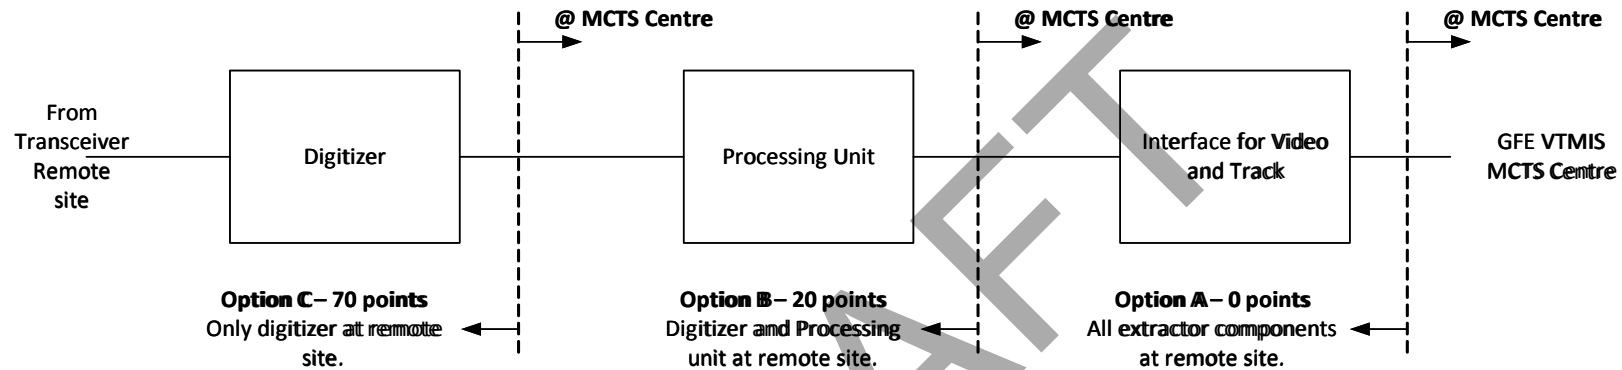 @ MCTS Centre
@ MCTS Centre
@ MCTS Centre
From
Transceiver
Remote
site
Digitizer
Processing Unit
Interface for Video
and Track
GFE VTMIS
MCTS Centre
Option C – 70 points
Only digitizer at remote
site.
Option B – 20 points
Digitizer and Processing
unit at remote site.
Option A – 0 points
All extractor components
at remote site.
AFT